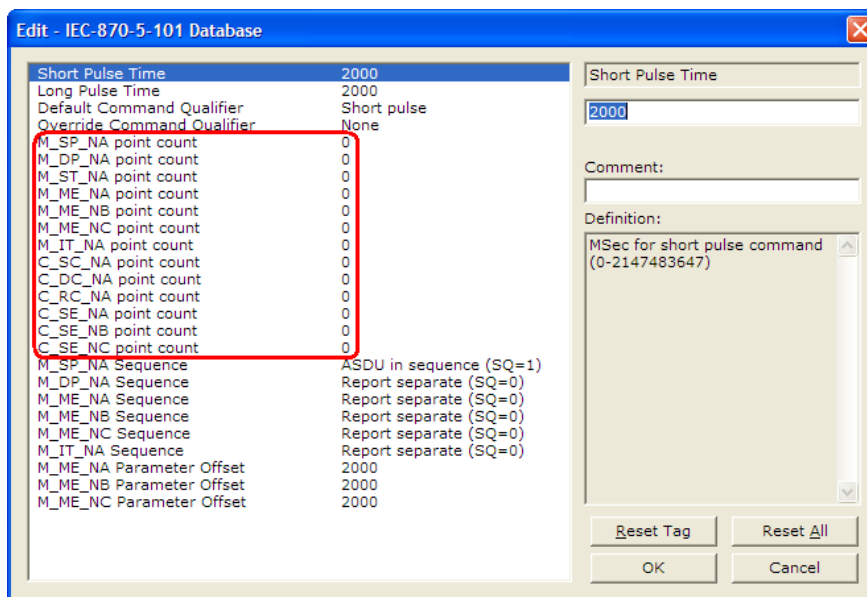 Edit - IEC-870-5-101 Database
Short Pulse Time 2000
Long Pulse Time 2000
Default Command Qualifier Short pulse
Override Command Qualifier None
M_SP_NA point count 0
M_DP_NA point count 0
M_ST_NA point count 0
M_ME_NA point count 0
M_ME_NB point count 0
M_ME_NC point count 0
M_IT_NA point count 0
C_SC_NA point count 0
C_DC_NA point count 0
C_RC_NA point count 0
C_SE_NA point count 0
C_SE_NB point count 0
C_SE_NC point count 0
M_SP_NA Sequence ASDU in sequence (SQ=1)
M_DP_NA Sequence Report separate (SQ=0)
M_ME_NA Sequence Report separate (SQ=0)
M_ME_NB Sequence Report separate (SQ=0)
M_ME_NC Sequence Report separate (SQ=0)
M_IT_NA Sequence Report separate (SQ=0)
M_ME_NA Parameter Offset 2000
M_ME_NB Parameter Offset 2000
M_ME_NC Parameter Offset 2000
Short Pulse Time
2000
Comment:
Definition:
MSec for short pulse command
(0-2147483647)
Reset Tag Reset All
OK Cancel